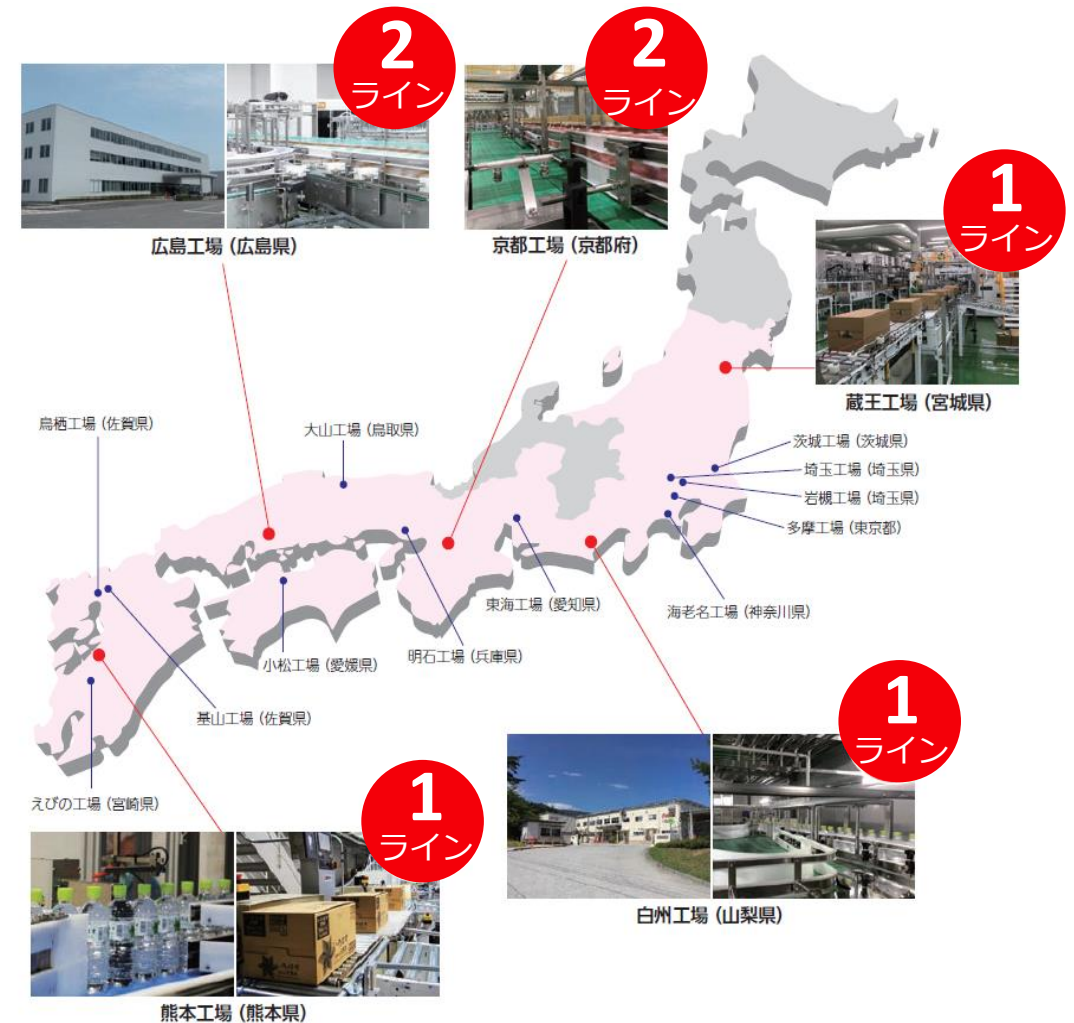 2
ライン
2
ライン
広島工場 (広島県)
京都工場 (京都府)
1
ライン
蔵王工場 (宮城県)
鳥栖工場 (佐賀県)
大山工場 (鳥取県)
茨城工場 (茨城県)
埼玉工場 (埼玉県)
岩槻工場 (埼玉県)
多摩工場 (東京都)
東海工場 (愛知県)
海老名工場 (神奈川県)
小松工場 (愛媛県)
明石工場 (兵庫県)
基山工場 (佐賀県)
えびの工場 (宮崎県)
1
ライン
1
ライン
白州工場 (山梨県)
熊本工場 (熊本県)